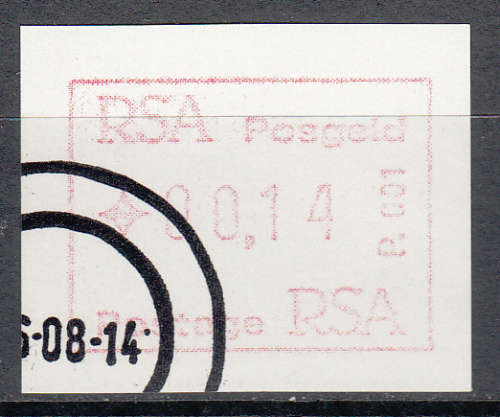 RSA Posgeld
00,14
P. 001
Postage RSA
6-08-14